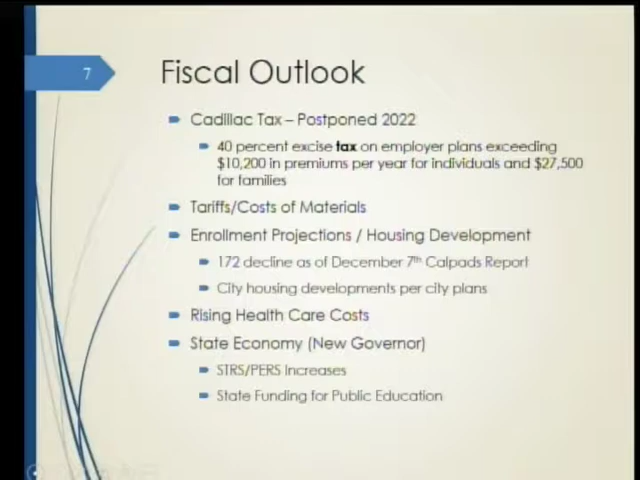 7
Fiscal Outlook
Cadillac Tax – Postponed 2022
40 percent excise tax on employer plans exceeding
$10,200 in premiums per year for individuals and $27,500
for families
Tariffs/Costs of Materials
Enrollment Projections / Housing Development
172 decline as of December 7th Calpads Report
City housing developments per city plans
Rising Health Care Costs
State Economy (New Governor)
STRS/PERS Increases
State Funding for Public Education